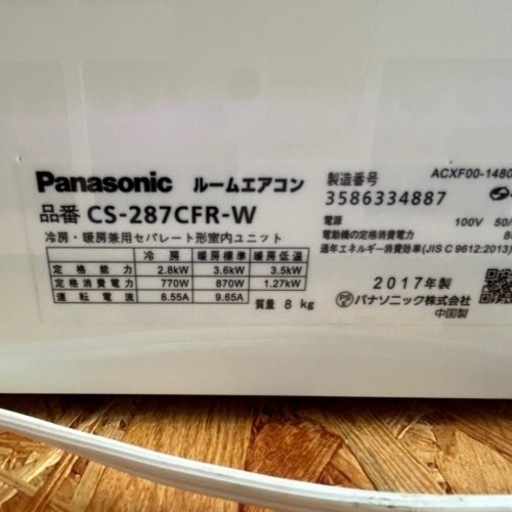 Panasonic ルームエアコン
品番 CS-287CFR-W
冷房・暖房兼用セパレート形室内ユニット
冷房 暖房標準 暖房低温
定格能力 2.8kW 3.6kW 3.5kW
定格消費電力 770W 870W 1.27kW
運転電流 8.55A 9.65A
質量 8 kg
ACXF00-1480
製造番号
3586334887
電源 100V 50/
電動機の定格消費電力 8
通年エネルギー消費効率(JIS C 9612:2013)
2017年製
PSE パナソニック株式会社
中国製